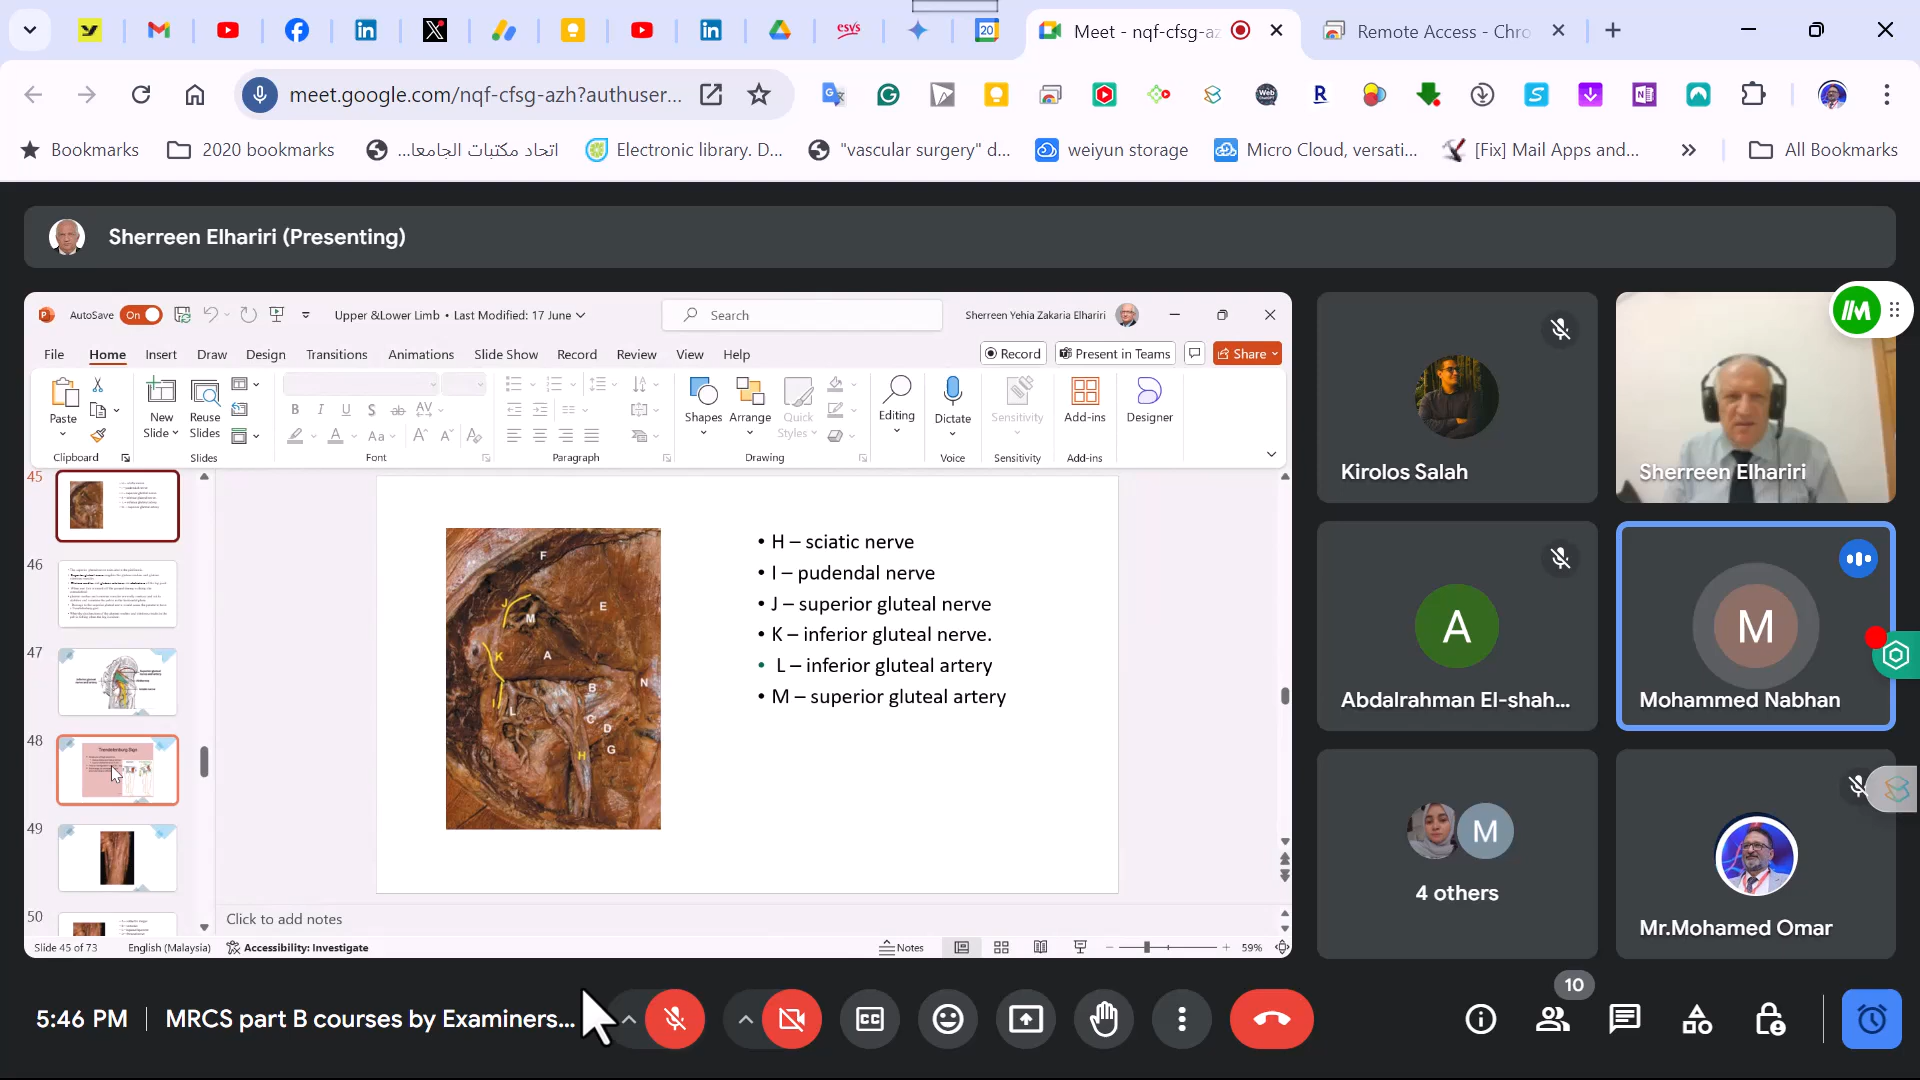 esvs
20
Meet - nqf-cfsg-az
Remote Access - Chro
meet.google.com/nqf-cfsg-azh?authuser...
Bookmarks
2020 bookmarks
اتحاد مكتبات الجامعا...
Electronic library. D...
"vascular surgery" d...
weiyun storage
Micro Cloud, versati...
[Fix] Mail Apps and...
All Bookmarks
Sherreen Elhariri (Presenting)
AutoSave On
Upper &Lower Limb • Last Modified: 17 June
Search
Sherreen Yehia Zakaria Elhariri
File Home Insert Draw Design Transitions Animations Slide Show Record Review View Help
Record
Present in Teams
Share
Paste
New Slide
Reuse Slides
Shapes
Arrange
Quick Styles
Editing
Dictate
Sensitivity
Add-ins
Designer
Clipboard
Slides
Font
Paragraph
Drawing
Voice
Sensitivity
Add-ins
45
46
47
48
Trendelenburg Sign
49
50
F
J
M
E
K
A
B
N
I
L
C
D
G
H
• H – sciatic nerve
• I – pudendal nerve
• J – superior gluteal nerve
• K – inferior gluteal nerve.
• L – inferior gluteal artery
• M – superior gluteal artery
Click to add notes
Slide 45 of 73
English (Malaysia)
Accessibility: Investigate
Notes
59%
Kirolos Salah
Sherreen Elhariri
A
Abdalrahman El-shah...
M
Mohammed Nabhan
M
4 others
Mr.Mohamed Omar
5:46 PM
MRCS part B courses by Examiners...
CC
10